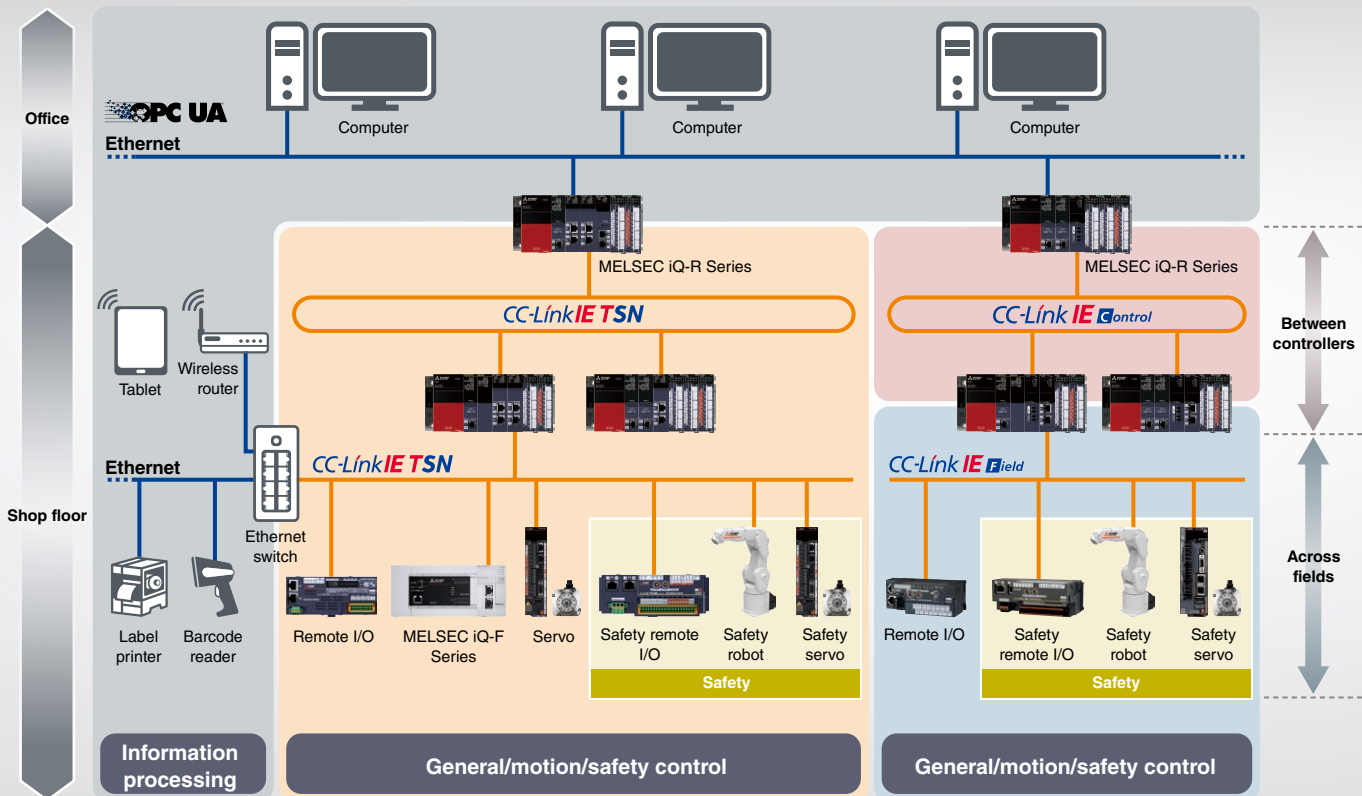 Office
OPC UA
Ethernet
Computer
Computer
Computer
MELSEC iQ-R Series
MELSEC iQ-R Series
CC-Link IE TSN
CC-Link IE Control
Between
controllers
Tablet
Wireless
router
Ethernet
CC-Link IE TSN
CC-Link IE Field
Shop floor
Ethernet
switch
Across
fields
Label
printer
Barcode
reader
Remote I/O
MELSEC iQ-F
Series
Servo
Safety remote
I/O
Safety
robot
Safety
servo
Safety
Remote I/O
Safety
remote I/O
Safety
robot
Safety
servo
Safety
Information
processing
General/motion/safety control
General/motion/safety control